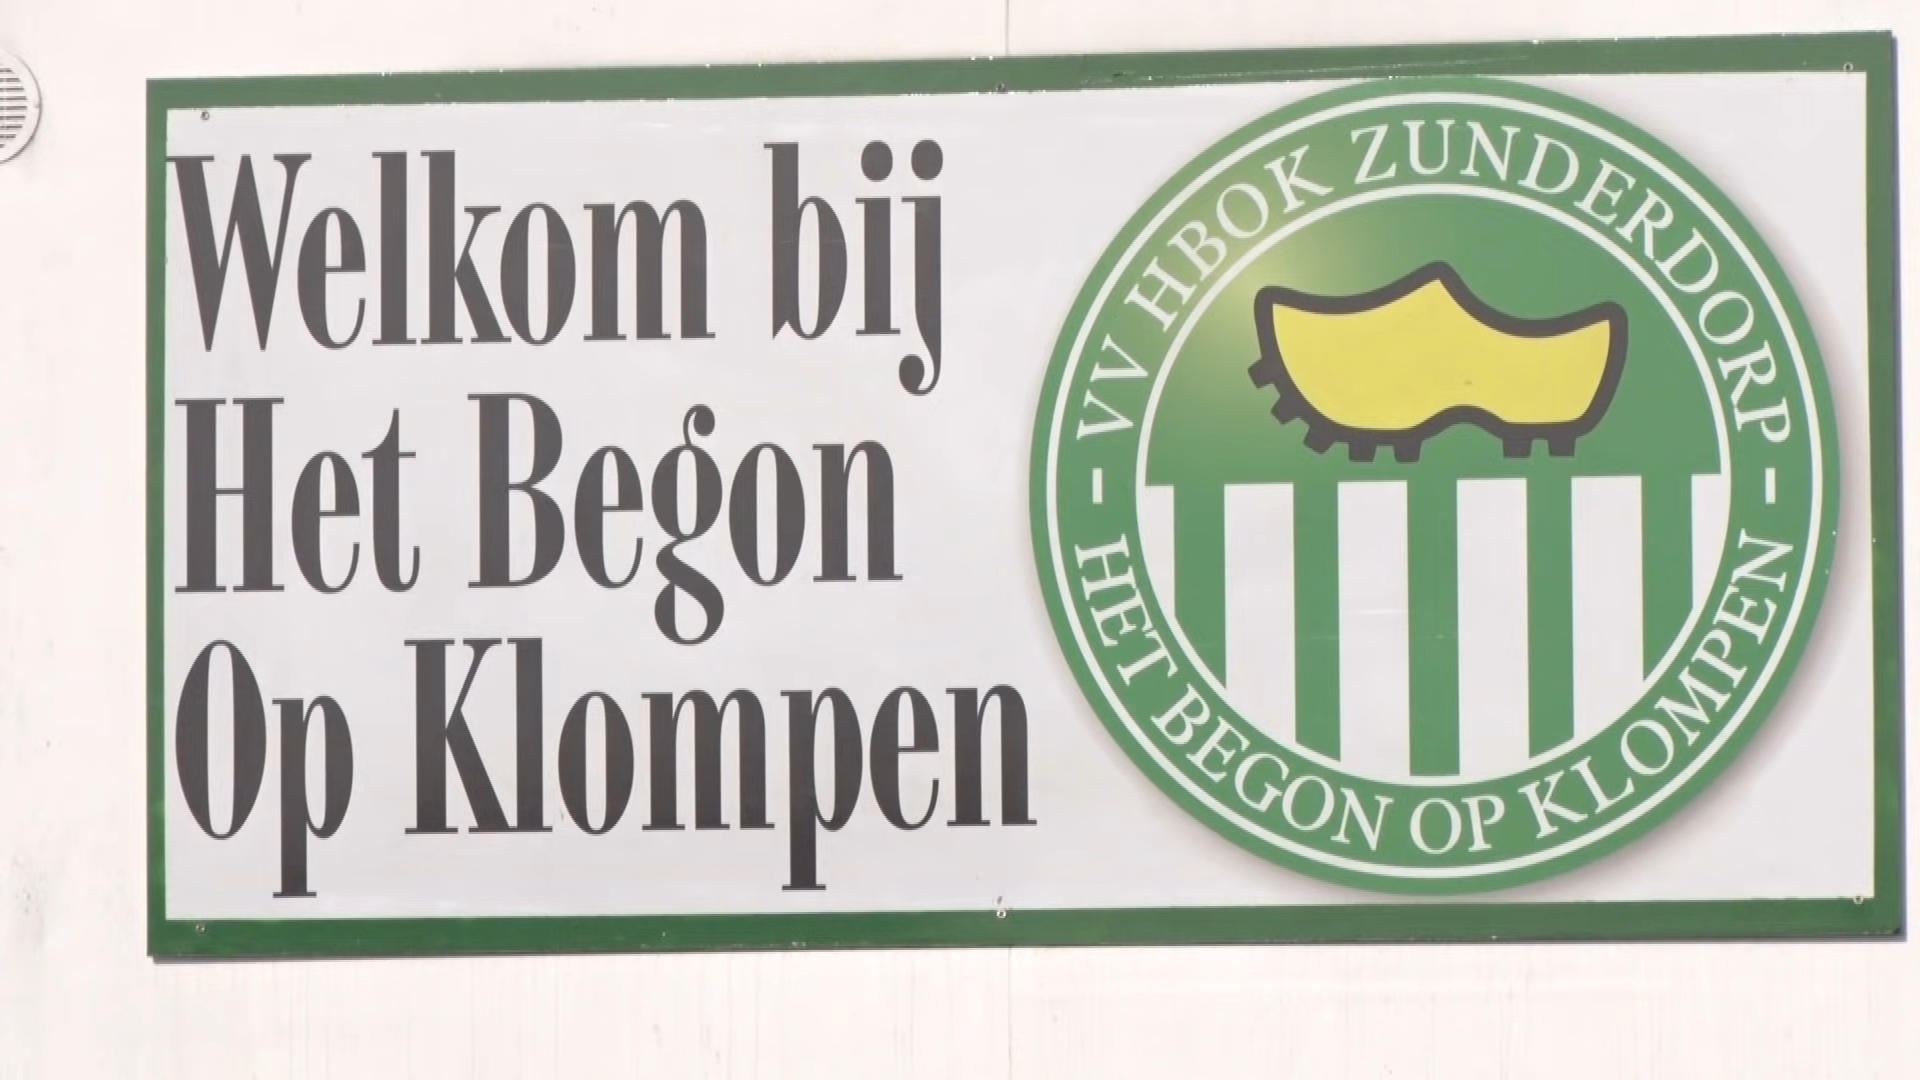 Welkom bij
Het Begon
Op Klompen
- VV HBOK ZUNDERDORP -
HET BEGON OP KLOMPEN